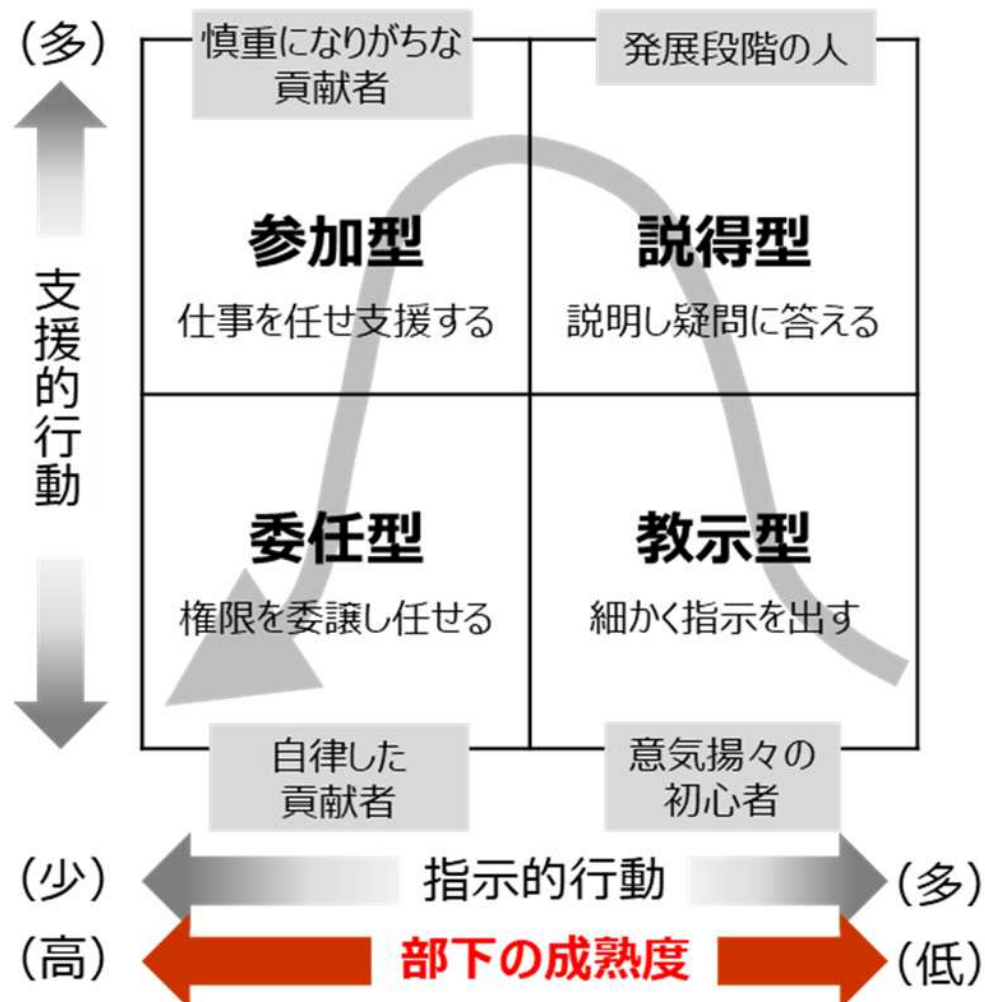 (多)
慎重になりがちな
貢献者
発展段階の人
支援的行動
参加型
仕事を任せ支援する
説得型
説明し疑問に答える
委任型
権限を委譲し任せる
教示型
細かく指示を出す
自律した
貢献者
意気揚々の
初心者
(少)
指示的行動
(多)
(高)
部下の成熟度
(低)